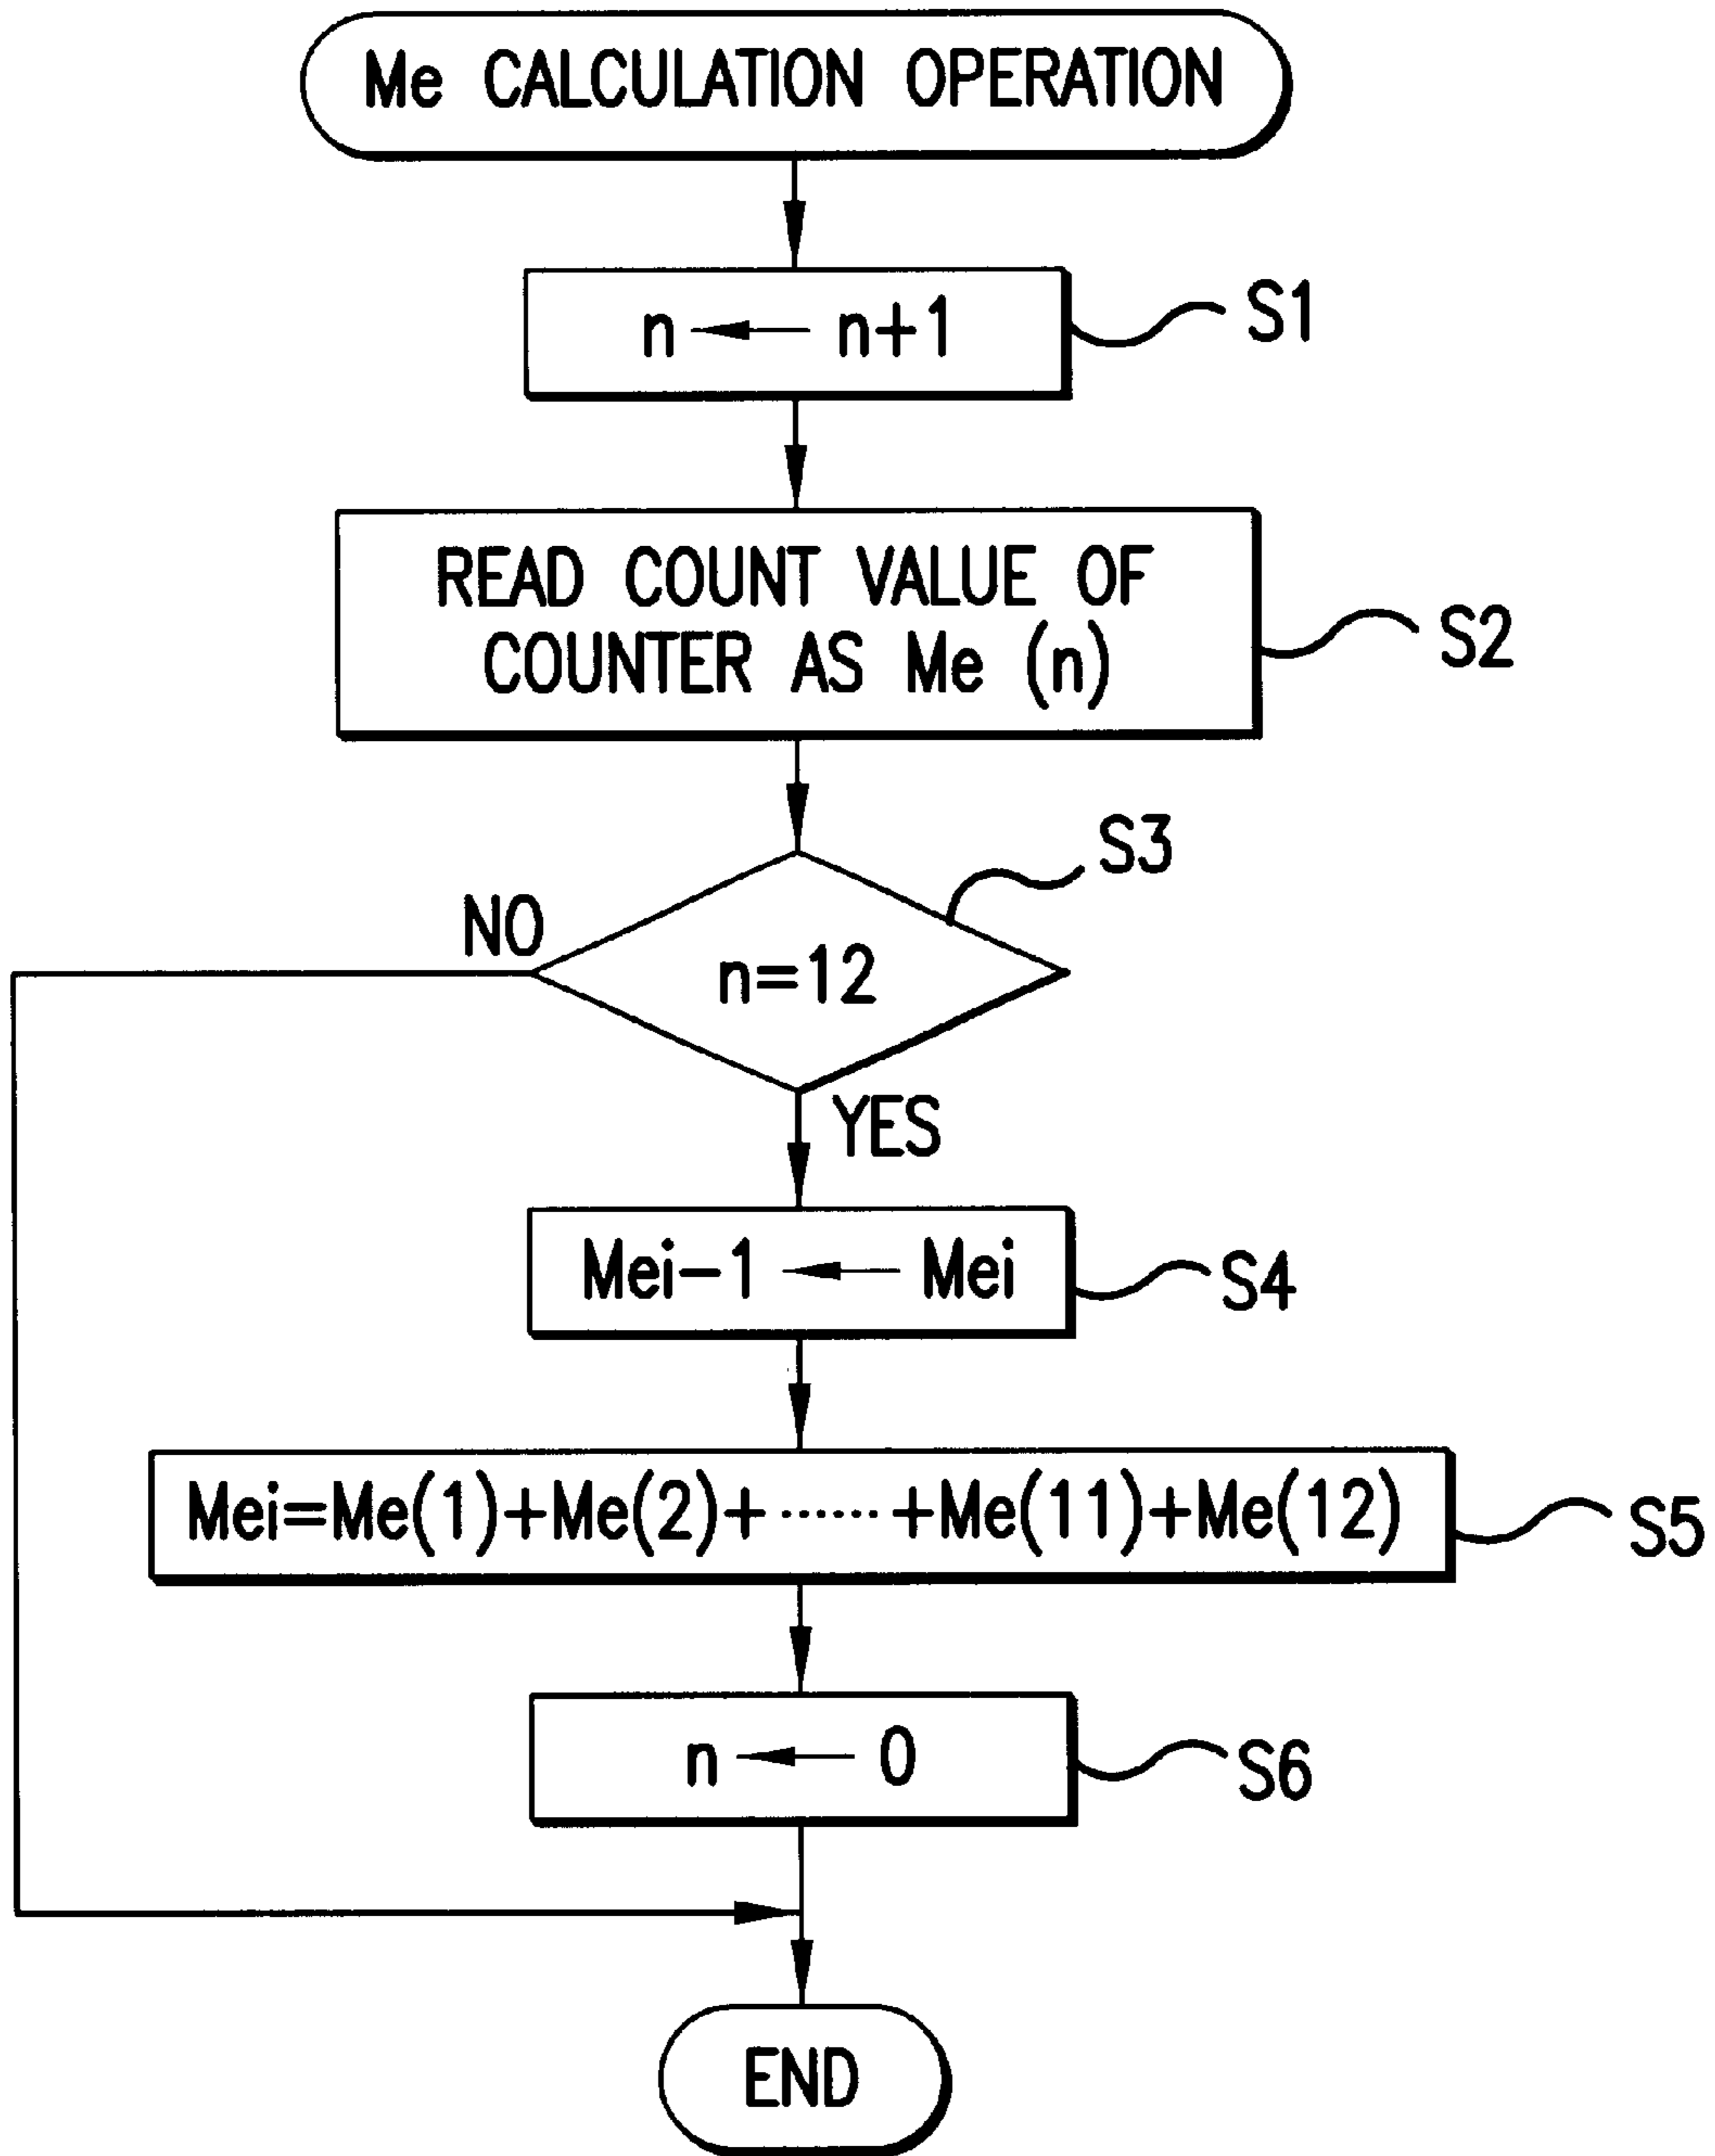 Me CALCULATION OPERATION
n ← n+1
S1
READ COUNT VALUE OF
COUNTER AS Me (n)
S2
S3
NO
n=12
YES
Mei-1 ← Mei
S4
Mei=Me(1)+Me(2)+ ······ +Me(11)+Me(12)
S5
n ← 0
S6
END